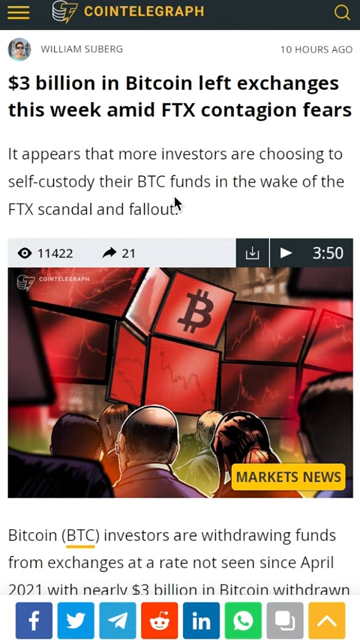 COINTELEGRAPH
WILLIAM SUBERG 10 HOURS AGO
$3 billion in Bitcoin left exchanges
this week amid FTX contagion fears
It appears that more investors are choosing to
self-custody their BTC funds in the wake of the
FTX scandal and fallout.
11422 21 3:50
COINTELEGRAPH
MARKETS NEWS
Bitcoin (BTC) investors are withdrawing funds
from exchanges at a rate not seen since April
2021 with nearly $3 billion in Bitcoin withdrawn